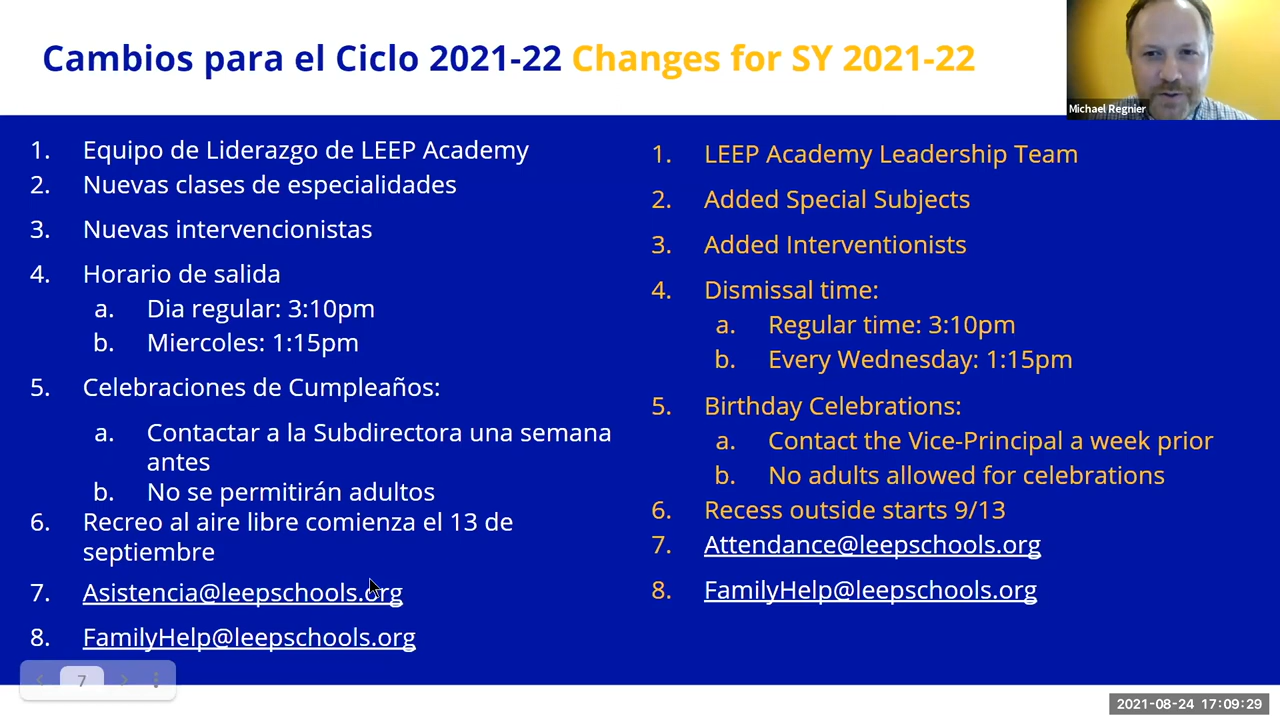 Cambios para el Ciclo 2021-22 Changes for SY 2021-22
Michael Regnier
1. Equipo de Liderazgo de LEEP Academy
2. Nuevas clases de especialidades
3. Nuevas intervencionistas
4. Horario de salida
a. Dia regular: 3:10pm
b. Miercoles: 1:15pm
5. Celebraciones de Cumpleaños:
a. Contactar a la Subdirectora una semana
antes
b. No se permitirán adultos
6. Recreo al aire libre comienza el 13 de
septiembre
7. Asistencia@leepschools.org
8. FamilyHelp@leepschools.org
1. LEEP Academy Leadership Team
2. Added Special Subjects
3. Added Interventionists
4. Dismissal time:
a. Regular time: 3:10pm
b. Every Wednesday: 1:15pm
5. Birthday Celebrations:
a. Contact the Vice-Principal a week prior
b. No adults allowed for celebrations
6. Recess outside starts 9/13
7. Attendance@leepschools.org
8. FamilyHelp@leepschools.org
7
2021-08-24 17:09:29